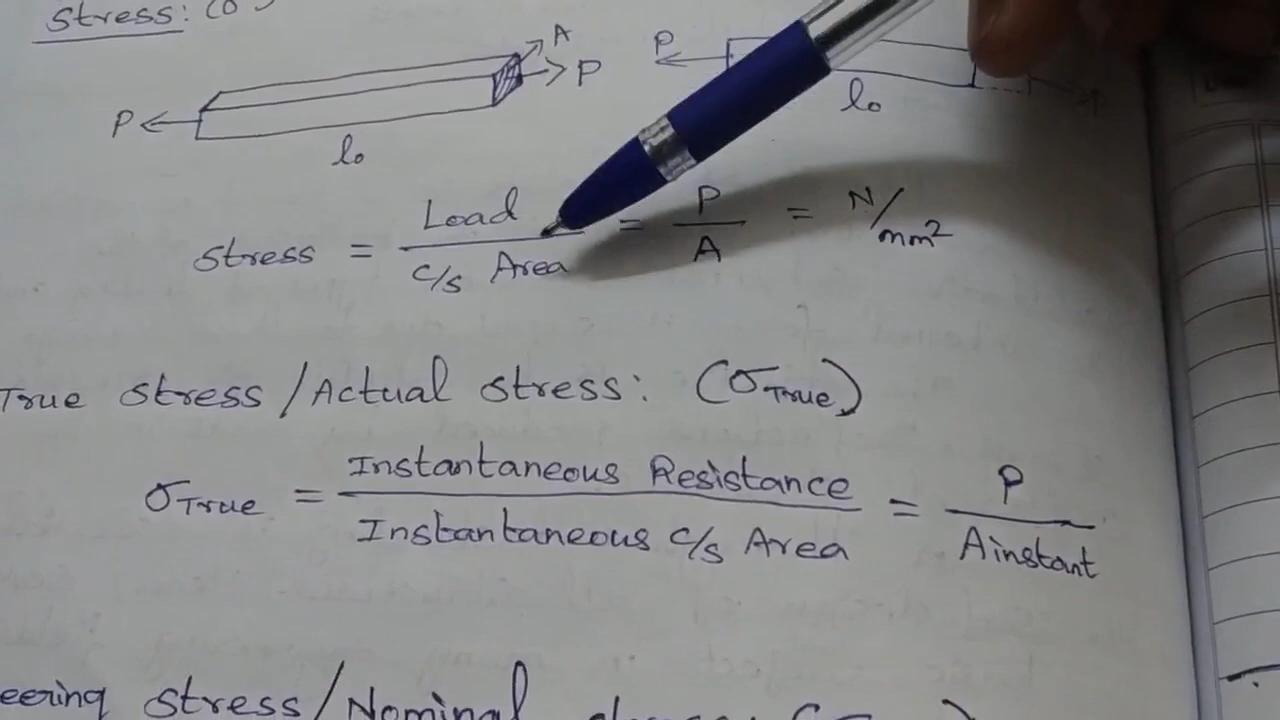 Stress: (σ)
A
P P P
l₀ l₀
Stress = Load / C/s Area = P / A = N/mm²
True Stress/Actual Stress: (σTrue)
σTrue = Instantaneous Resistance / Instantaneous C/s Area = P / Ainstant
eering Stress/Nominal